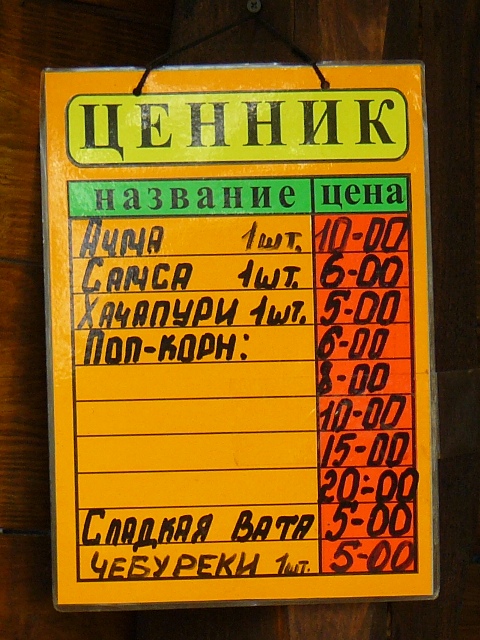 ЦЕННИК
название цена
Ачма 1шт. 10-00
Самса 1шт. 6-00
Хачапури 1шт. 5-00
Поп-корн: 6-00
8-00
10-00
15-00
20-00
Сладкая вата 5-00
Чебуреки 1шт. 5-00